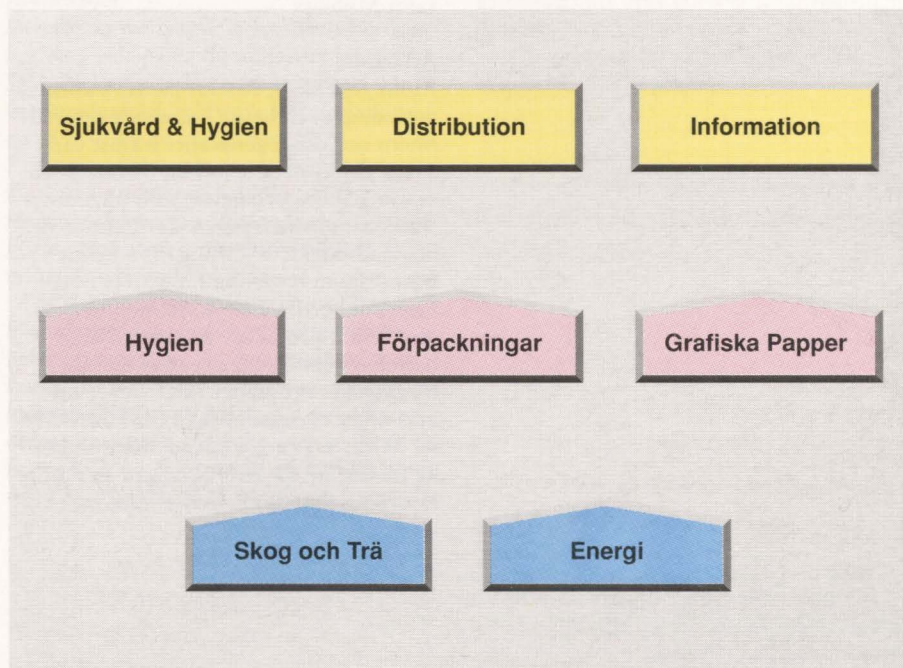 Sjukvård & Hygien
Distribution
Information
Hygien
Förpackningar
Grafiska Papper
Skog och Trä
Energi